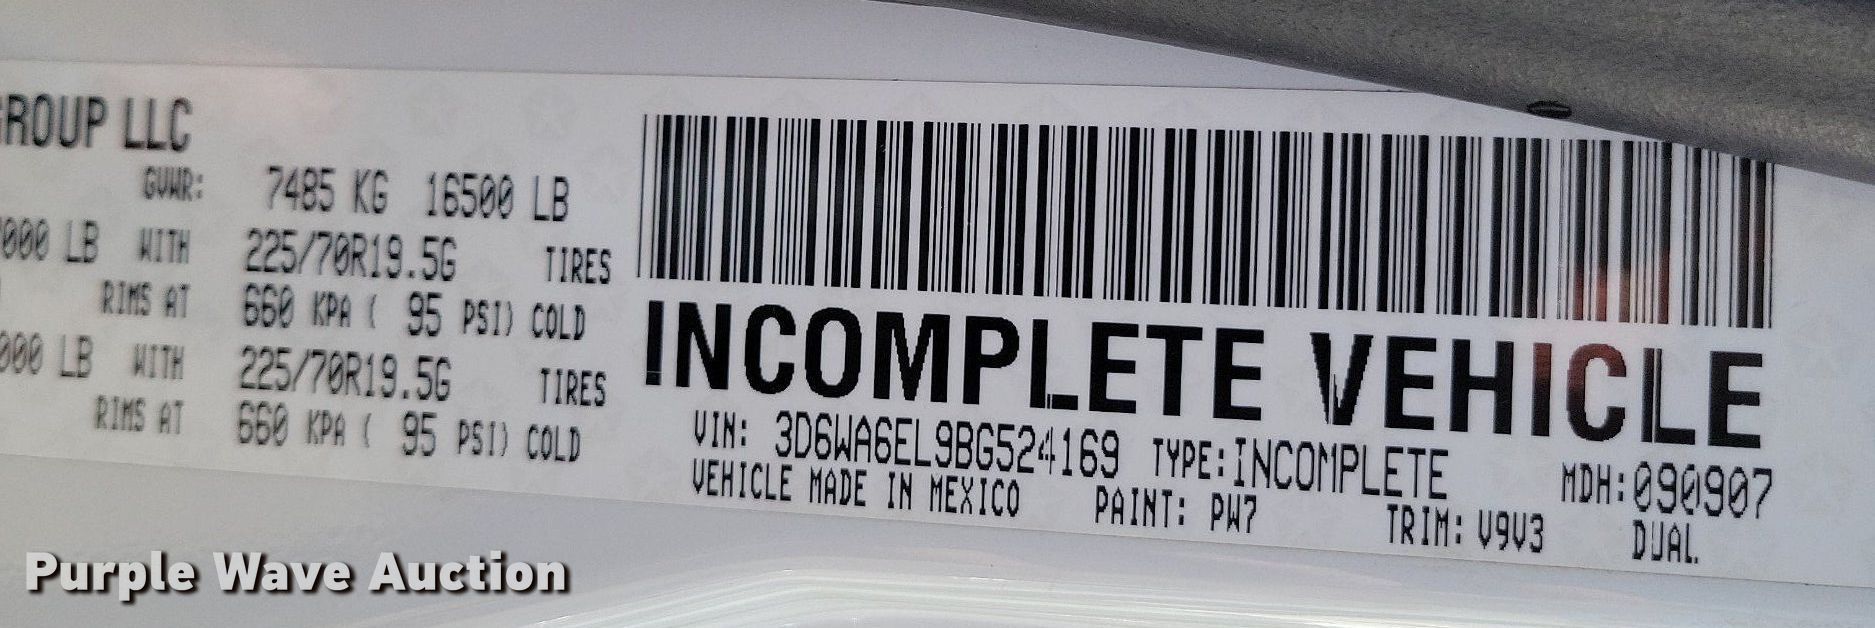 GROUP LLC
GVWR: 7485 KG 16500 LB
000 LB WITH 225/70R19.5G TIRES
RIMS AT 660 KPA ( 95 PSI) COLD
000 LB WITH 225/70R19.5G TIRES
RIMS AT 660 KPA ( 95 PSI) COLD
INCOMPLETE VEHICLE
VIN: 3D6WA6EL9BG524169 TYPE:INCOMPLETE MDH:090907
VEHICLE MADE IN MEXICO PAINT: PW7 TRIM: V9V3 DUAL
Purple Wave Auction